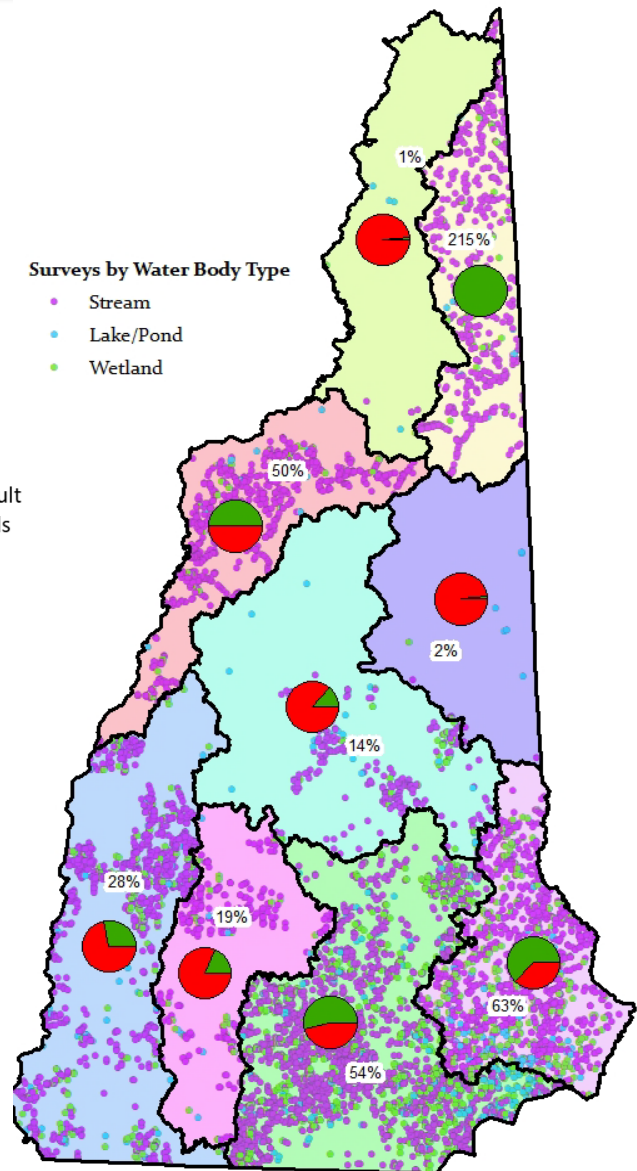 1%
215%
Surveys by Water Body Type
Stream
Lake/Pond
Wetland
50%
ult
ls
2%
14%
28%
19%
63%
54%